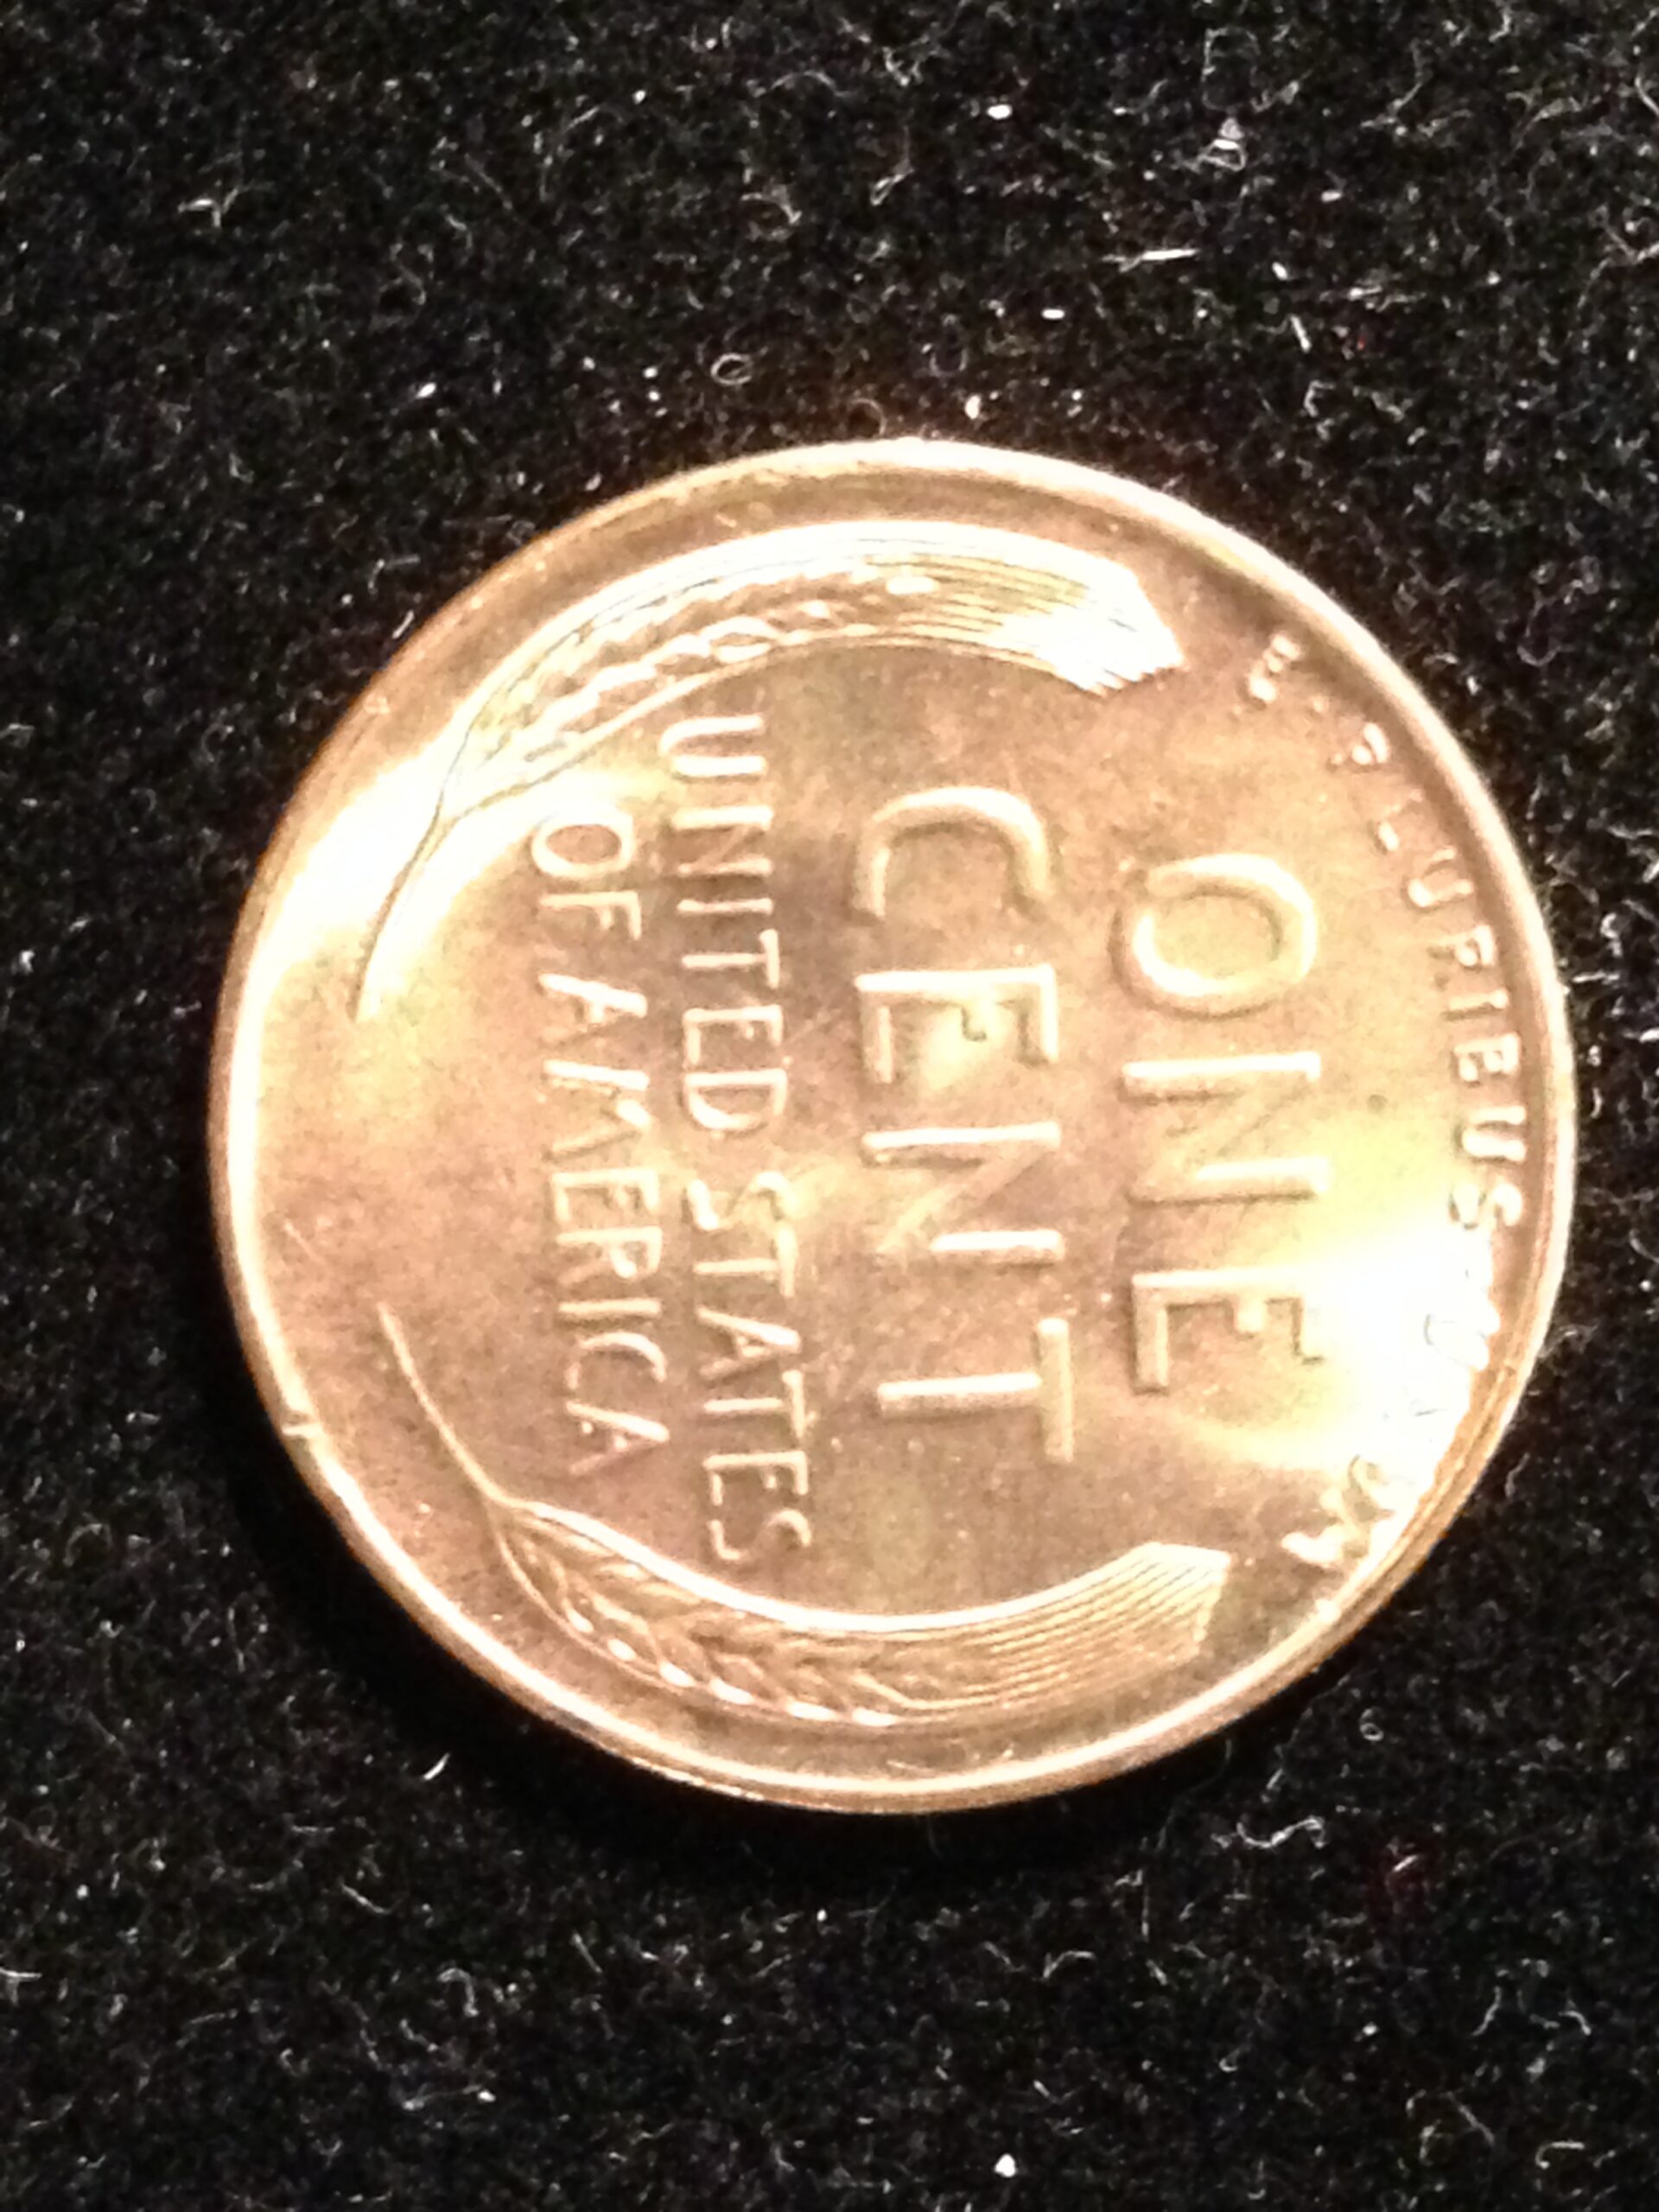 E · PLURIBUS · UNUM
ONE
CENT
UNITED STATES
OF AMERICA